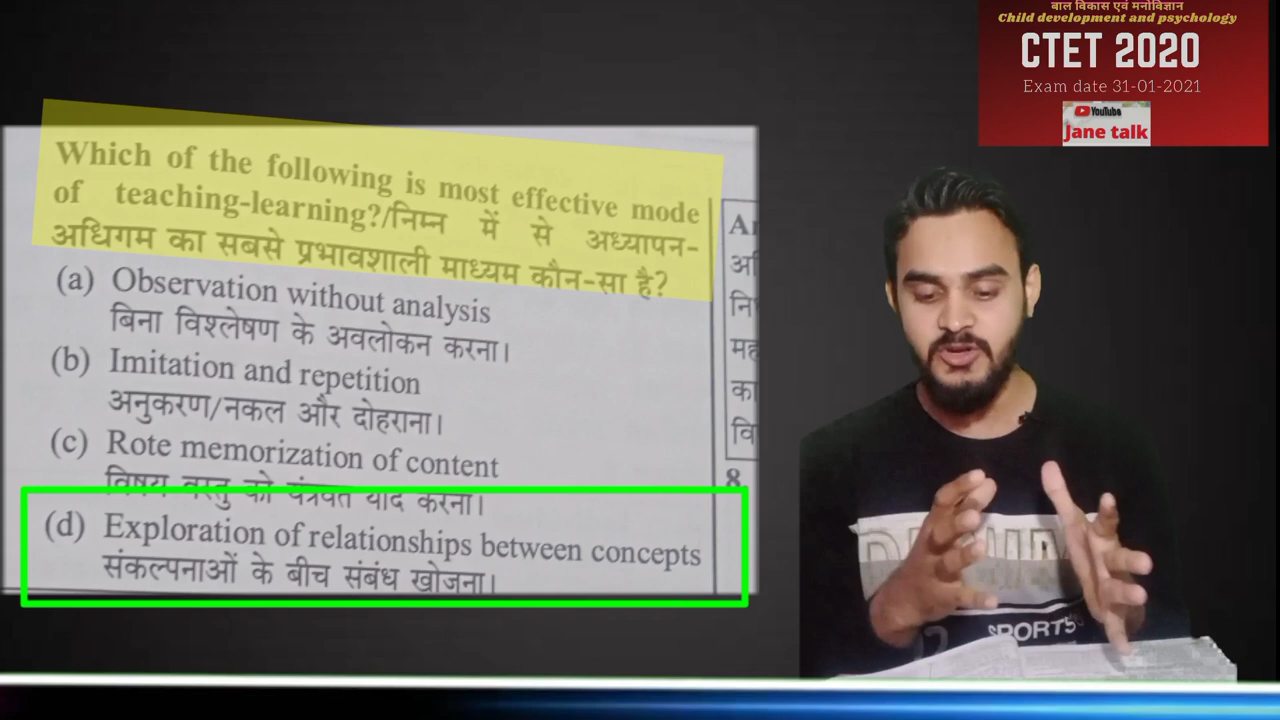 बाल विकास एवं मनोविज्ञान
Child development and psychology
CTET 2020
Exam date 31-01-2021
YouTube
Jane talk
Which of the following is most effective mode
of teaching-learning?/निम्न में से अध्यापन-
अधिगम का सबसे प्रभावशाली माध्यम कौन-सा है?
(a) Observation without analysis
बिना विश्लेषण के अवलोकन करना।
(b) Imitation and repetition
अनुकरण/नकल और दोहराना।
(c) Rote memorization of content
विषय वस्तु को यंत्रवत याद करना।
(d) Exploration of relationships between concepts
संकल्पनाओं के बीच संबंध खोजना।
8.
SPORTS